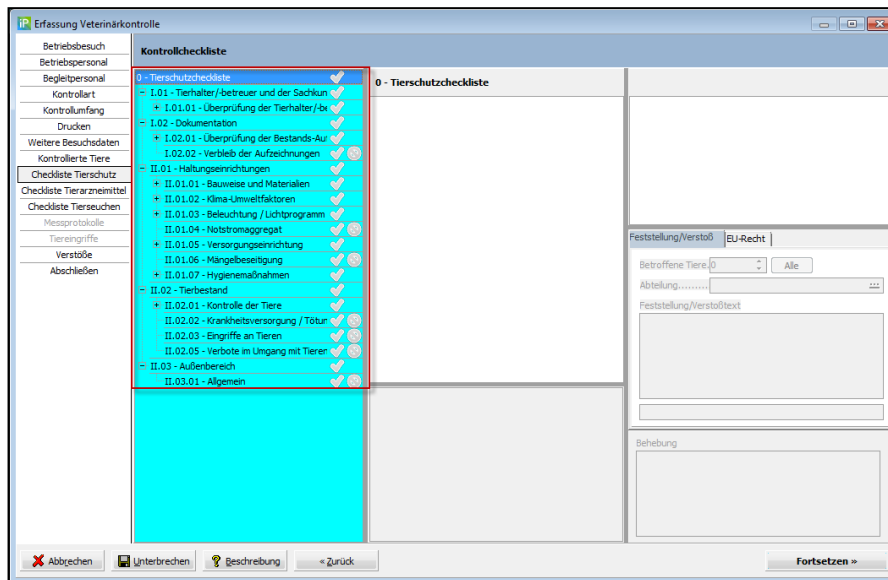 iP Erfassung Veterinärkontrolle
Betriebsbesuch
Betriebspersonal
Begleitpersonal
Kontrollart
Kontrollumfang
Drucken
Weitere Besuchsdaten
Kontrollierte Tiere
Checkliste Tierschutz
Checkliste Tierarzneimittel
Checkliste Tierseuchen
Messprotokolle
Tiereingriffe
Verstöße
Abschließen
Kontrollcheckliste
0 - Tierschutzcheckliste
I.01 - Tierhalter/-betreuer und der Sachkun
I.01.01 - Überprüfung der Tierhalter/-be
I.02 - Dokumentation
I.02.01 - Überprüfung der Bestands-Au
I.02.02 - Verbleib der Aufzeichnungen
II.01 - Haltungseinrichtungen
II.01.01 - Bauweise und Materialien
II.01.02 - Klima-Umweltfaktoren
II.01.03 - Beleuchtung / Lichtprogramm
II.01.04 - Notstromaggregat
II.01.05 - Versorgungseinrichtung
II.01.06 - Mängelbeseitigung
II.01.07 - Hygienemaßnahmen
II.02 - Tierbestand
II.02.01 - Kontrolle der Tiere
II.02.02 - Krankheitsversorgung / Tötun
II.02.03 - Eingriffe an Tieren
II.02.05 - Verbote im Umgang mit Tieren
II.03 - Außenbereich
II.03.01 - Allgemein
0 - Tierschutzcheckliste
Feststellung/Verstoß EU-Recht
Betroffene Tiere. 0 Alle
Abteilung.........
Feststellung/Verstoßtext
Behebung
Abbrechen Unterbrechen Beschreibung « Zurück Fortsetzen »